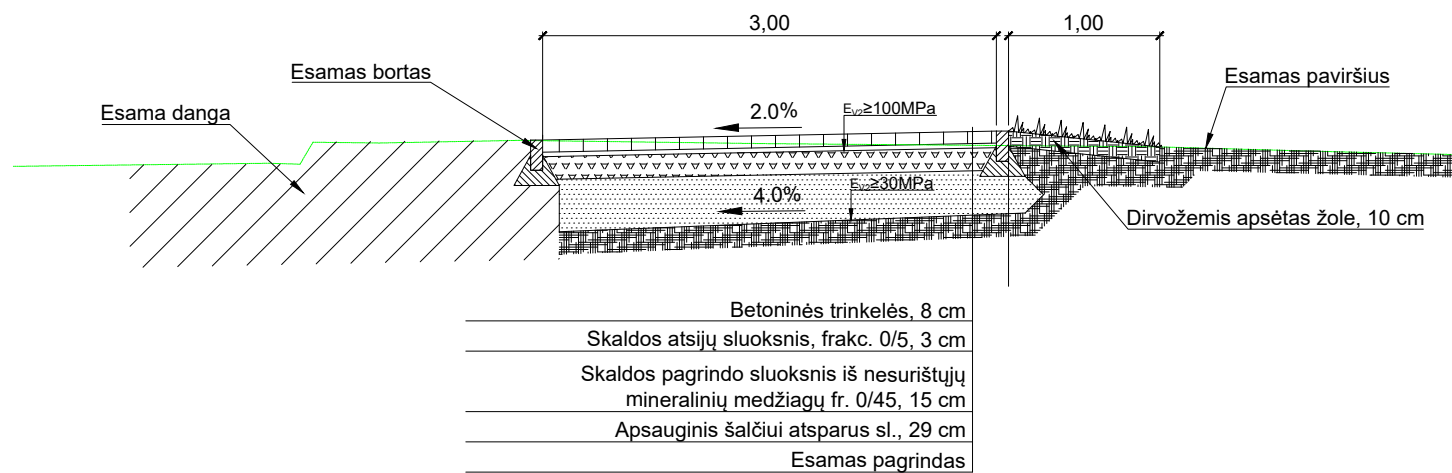 3,00
1,00
Esamas bortas
Esamas paviršius
Esama danga
2.0%
Ev2≥100MPa
Ev2≥30MPa
4.0%
Dirvožemis apsėtas žole, 10 cm
Betoninės trinkelės, 8 cm
Skaldos atsijų sluoksnis, frakc. 0/5, 3 cm
Skaldos pagrindo sluoksnis iš nesurištųjų
mineralinių medžiagų fr. 0/45, 15 cm
Apsauginis šalčiui atsparus sl., 29 cm
Esamas pagrindas